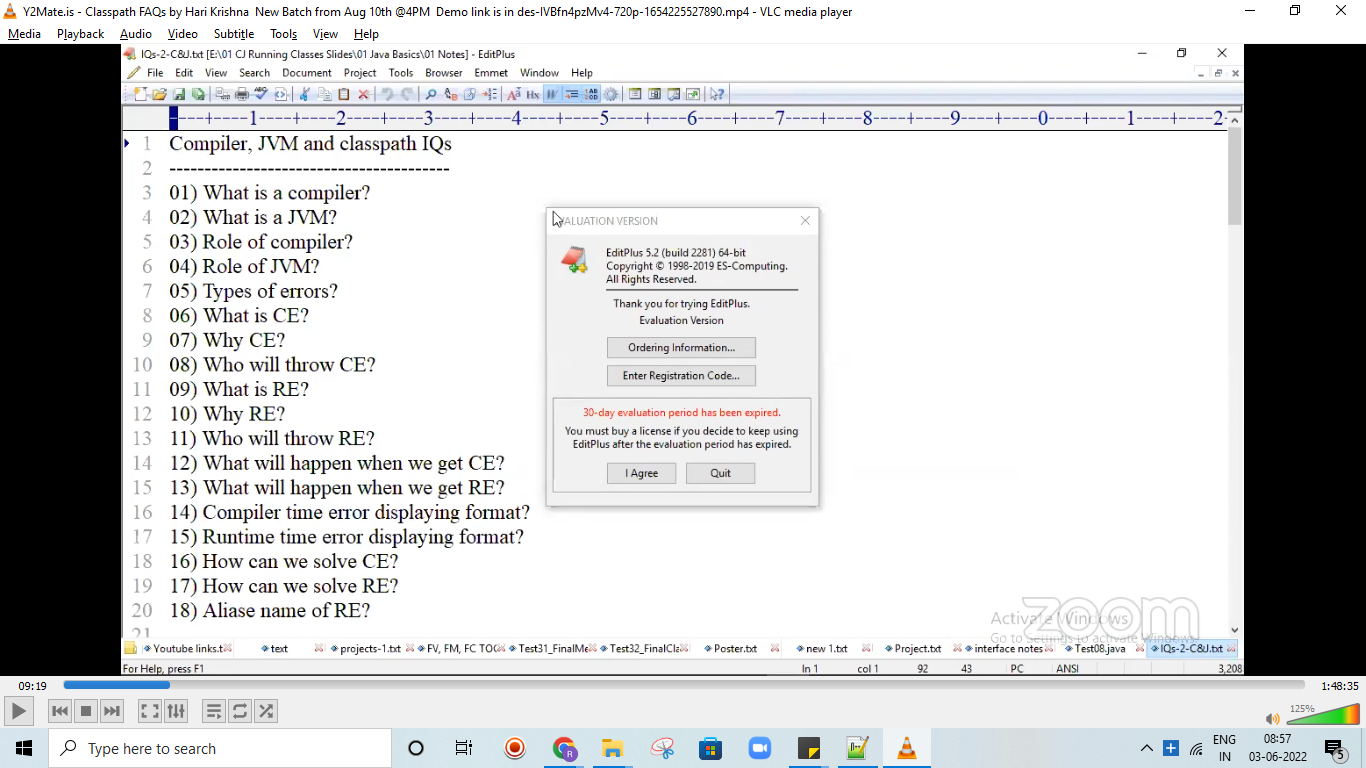 Y2Mate.is - Classpath FAQs by Hari Krishna New Batch from Aug 10th @4PM Demo link is in des-IVBfn4pzMv4-720p-1654225527890.mp4 - VLC media player
Media Playback Audio Video Subtitle Tools View Help
IQs-2-C&J.txt [E:\01 CJ Running Classes Slides\01 Java Basics\01 Notes] - EditPlus
File Edit View Search Document Project Tools Browser Emmet Window Help
----+----1----+----2----+----3----+----4----+----5----+----6----+----7----+----8----+----9----+----0----+----1----+----2-
1 Compiler, JVM and classpath IQs
2 ----------------------------------------
3 01) What is a compiler?
4 02) What is a JVM?
5 03) Role of compiler?
6 04) Role of JVM?
7 05) Types of errors?
8 06) What is CE?
9 07) Why CE?
10 08) Who will throw CE?
11 09) What is RE?
12 10) Why RE?
13 11) Who will throw RE?
14 12) What will happen when we get CE?
15 13) What will happen when we get RE?
16 14) Compiler time error displaying format?
17 15) Runtime time error displaying format?
18 16) How can we solve CE?
19 17) How can we solve RE?
20 18) Aliase name of RE?
21
ALUATION VERSION
EditPlus 5.2 (build 2281) 64-bit
Copyright © 1998-2019 ES-Computing.
All Rights Reserved.
Thank you for trying EditPlus.
Evaluation Version
Ordering Information...
Enter Registration Code...
30-day evaluation period has been expired.
You must buy a license if you decide to keep using
EditPlus after the evaluation period has expired.
I Agree Quit
zoom
Activate Windows
Go to Settings to activate Windows.
Youtube links.t text projects-1.txt FV, FM, FC TOC Test31_FinalMe Test32_FinalCla Poster.txt new 1.txt Project.txt interface notes Test08.java IQs-2-C&J.txt
For Help, press F1 ln 1 col 1 92 43 PC ANSI 3,208
09:19 1:48:35
125%
Type here to search
ENG
IN
08:57
03-06-2022
5